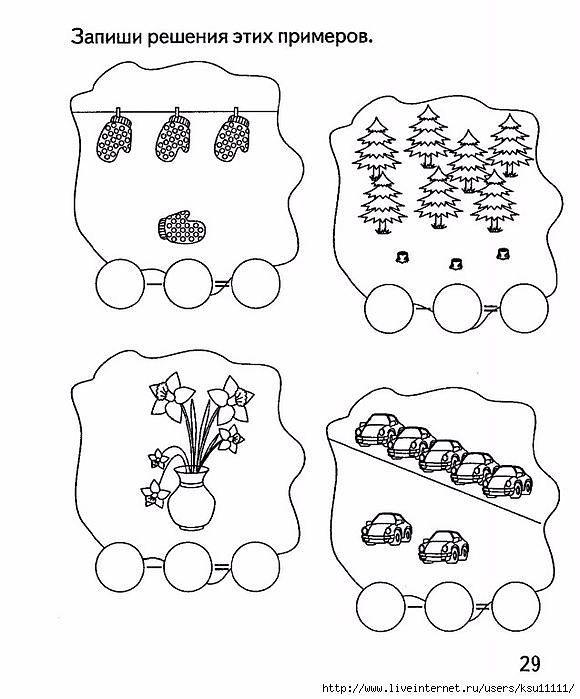 Запиши решения этих примеров.
- =
- =
- =
- =
29
http://www.liveinternet.ru/users/ksu11111/